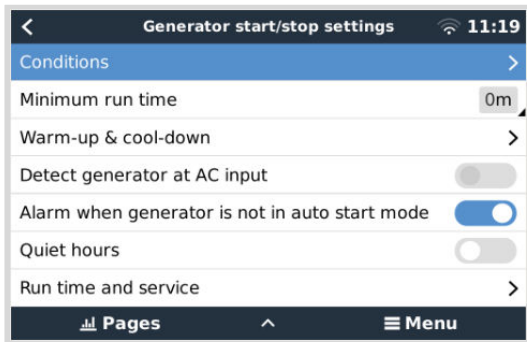 Generator start/stop settings 11:19
Conditions
Minimum run time 0m
Warm-up & cool-down
Detect generator at AC input
Alarm when generator is not in auto start mode
Quiet hours
Run time and service
Pages Menu